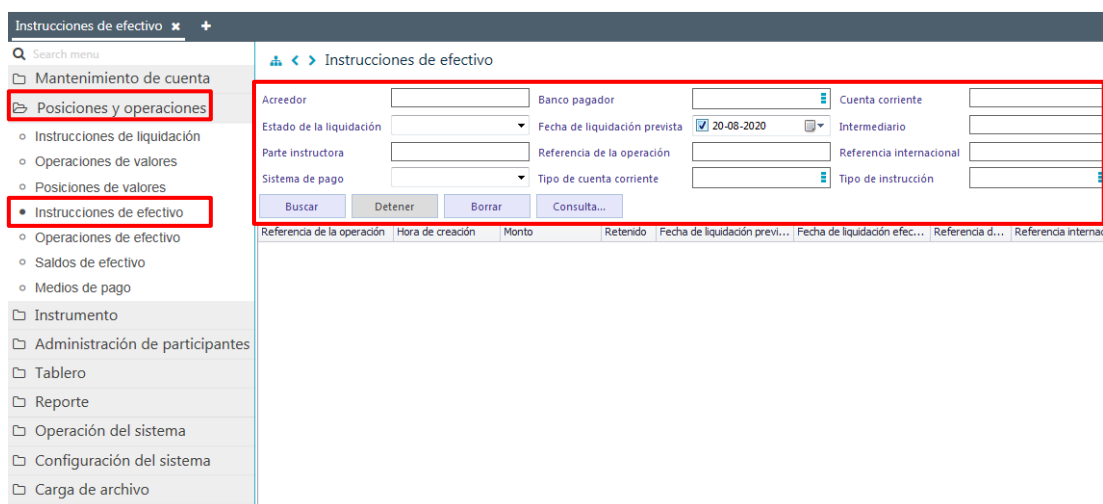 Instrucciones de efectivo
Search menu
Mantenimiento de cuenta
Posiciones y operaciones
Instrucciones de liquidación
Operaciones de valores
Posiciones de valores
Instrucciones de efectivo
Operaciones de efectivo
Saldos de efectivo
Medios de pago
Instrumento
Administración de participantes
Tablero
Reporte
Operación del sistema
Configuración del sistema
Carga de archivo
Instrucciones de efectivo
Acreedor Banco pagador Cuenta corriente
Estado de la liquidación Fecha de liquidación prevista 20-08-2020 Intermediario
Parte instructora Referencia de la operación Referencia internacional
Sistema de pago Tipo de cuenta corriente Tipo de instrucción
Buscar Detener Borrar Consulta...
Referencia de la operación Hora de creación Monto Retenido Fecha de liquidación previ... Fecha de liquidación efec... Referencia d... Referencia internac